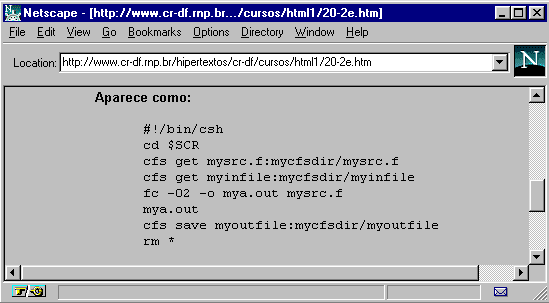 Netscape - [http://www.cr-df.rnp.br.../cursos/html1/20-2e.htm]
File Edit View Go Bookmarks Options Directory Window Help
Location: http://www.cr-df.rnp.br/hipertextos/cr-df/cursos/html1/20-2e.htm
N
Aparece como:
#!/bin/csh
cd $SCR
cfs get mysrc.f:mycfsdir/mysrc.f
cfs get myinfile:mycfsdir/myinfile
fc -02 -o mya.out mysrc.f
mya.out
cfs save myoutfile:mycfsdir/myoutfile
rm *